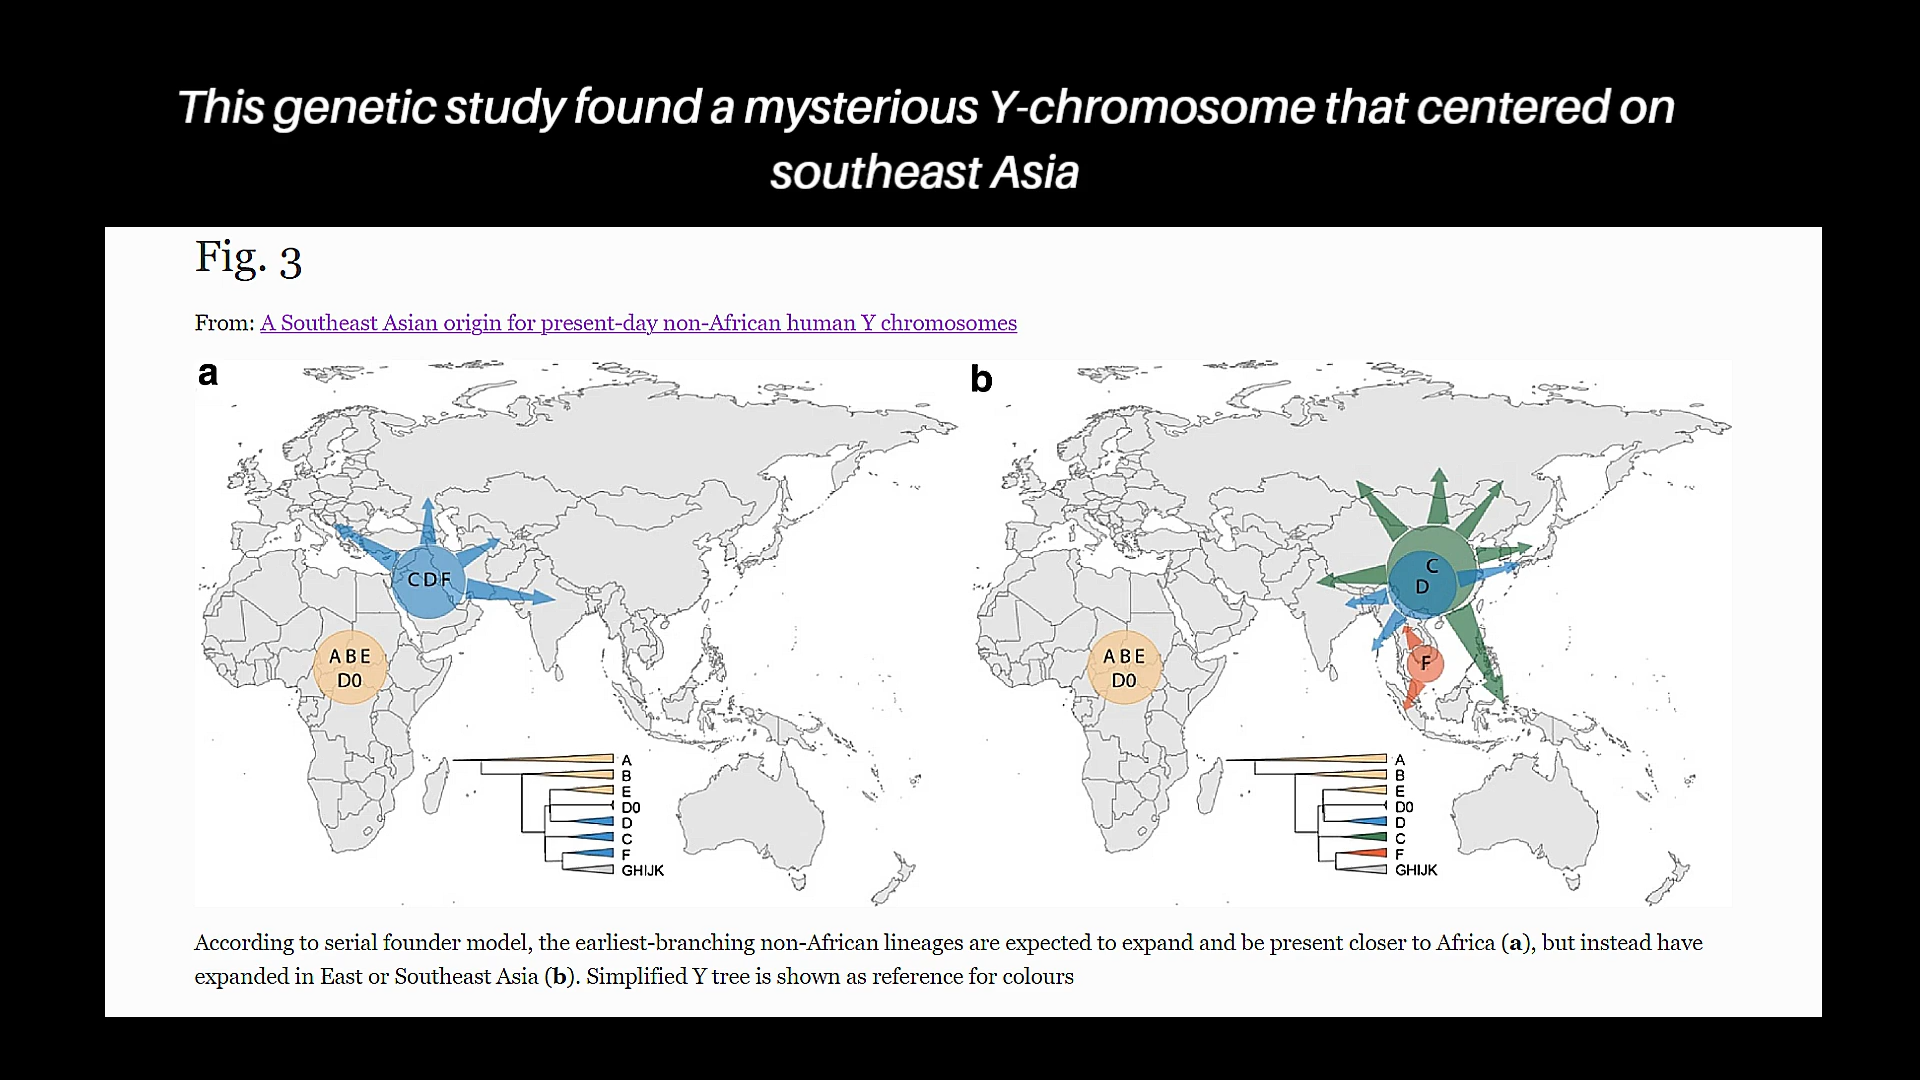 This genetic study found a mysterious Y-chromosome that centered on
southeast Asia
Fig. 3
From: A Southeast Asian origin for present-day non-African human Y chromosomes
a
C D F
A B E
D0
A
B
E
D0
D
C
F
GHIJK
b
C
D
F
A B E
D0
A
B
E
D0
D
C
F
GHIJK
According to serial founder model, the earliest-branching non-African lineages are expected to expand and be present closer to Africa (a), but instead have
expanded in East or Southeast Asia (b). Simplified Y tree is shown as reference for colours